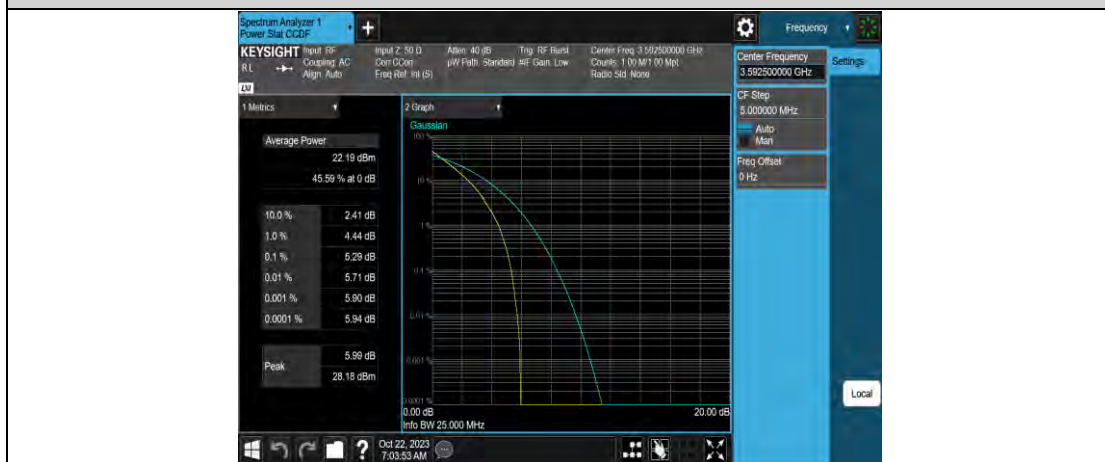 Spectrum Analyzer 1
Power Stat CCDF
+
Frequency
KEYSIGHT
Input: RF
Input Z: 50 Ω
Atten: 40 dB
Trig: RF Burst
Center Freq: 3.592500000 GHz
RL
Coupling: AC
Corr CCorr
µW Path: Standard
#IF Gain: Low
Counts: 1.00 M/1.00 Mpt
Align: Auto
Freq Ref: Int (S)
Radio Std: None
LM
Center Frequency
3.592500000 GHz
Settings
CF Step
5.000000 MHz
Auto
Man
Freq Offset
0 Hz
1 Metrics
Average Power
22.19 dBm
45.59 % at 0 dB
10.0 % 2.41 dB
1.0 % 4.44 dB
0.1 % 5.29 dB
0.01 % 5.71 dB
0.001 % 5.90 dB
0.0001 % 5.94 dB
Peak
5.99 dB
28.18 dBm
2 Graph
Gaussian
100 %
10 %
1 %
0.1 %
0.01 %
0.001 %
0.0001 %
0.00 dB
20.00 dB
Info BW 25.000 MHz
Local
?
Oct 22, 2023
7:03:53 AM